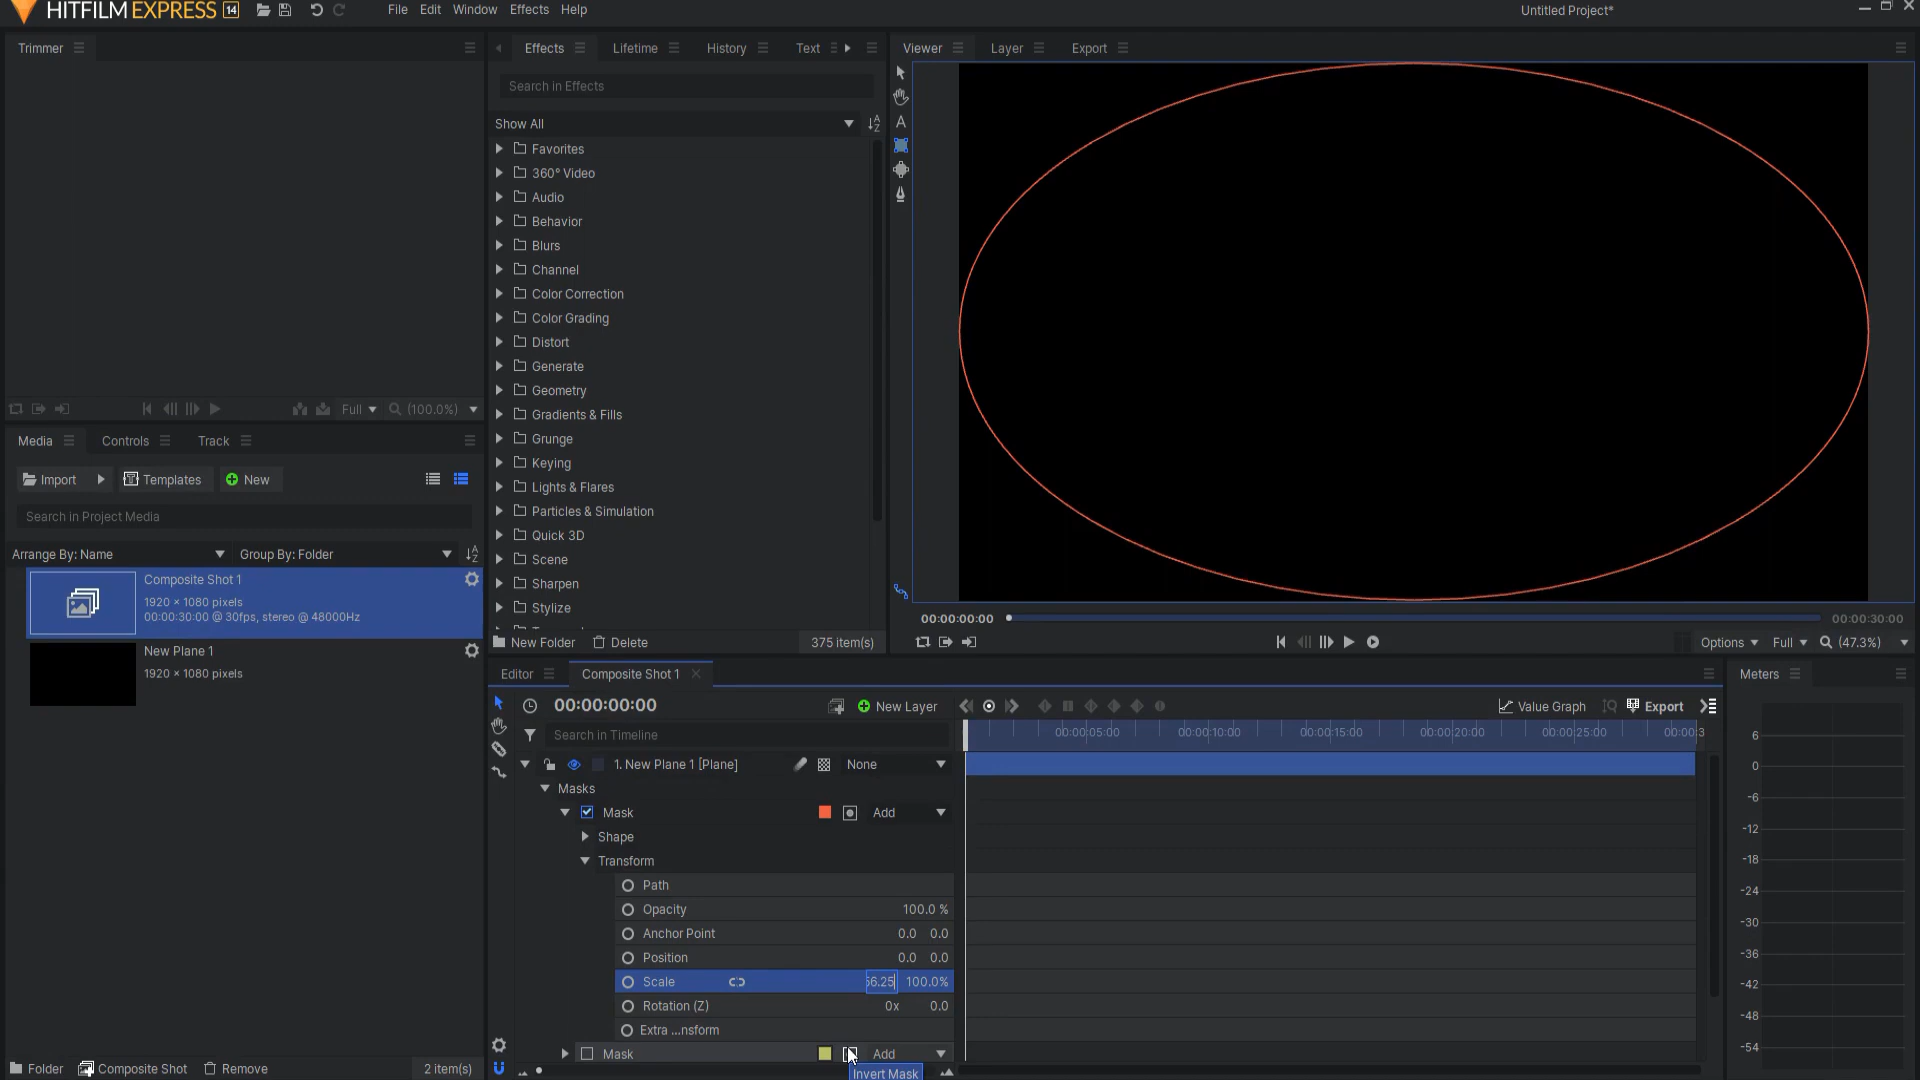 HITFILM EXPRESS 14
File Edit Window Effects Help
Untitled Project*
Trimmer
Full (100.0%)
Media Controls Track
Import Templates New
Search in Project Media
Arrange By: Name Group By: Folder
Composite Shot 1
1920 × 1080 pixels
00:00:30:00 @ 30fps, stereo @ 48000Hz
New Plane 1
1920 × 1080 pixels
Folder Composite Shot Remove 2 item(s)
Effects Lifetime History Text
Search in Effects
Show All
Favorites
360° Video
Audio
Behavior
Blurs
Channel
Color Correction
Color Grading
Distort
Generate
Geometry
Gradients & Fills
Grunge
Keying
Lights & Flares
Particles & Simulation
Quick 3D
Scene
Sharpen
Stylize
New Folder Delete 375 item(s)
Viewer Layer Export
A
00:00:00:00 00:00:30:00
Options Full (47.3%)
Editor Composite Shot 1
00:00:00:00 New Layer Value Graph Export
Search in Timeline
00:00:05:00 00:00:10:00 00:00:15:00 00:00:20:00 00:00:25:00 00:00:3
1. New Plane 1 [Plane] None
Masks
Mask Add
Shape
Transform
Path
Opacity 100.0 %
Anchor Point 0.0 0.0
Position 0.0 0.0
Scale 56.25 100.0%
Rotation (Z) 0x 0.0
Extra ...nsform
Mask Add
Invert Mask
Meters
6
0
-6
-12
-18
-24
-30
-36
-42
-48
-54